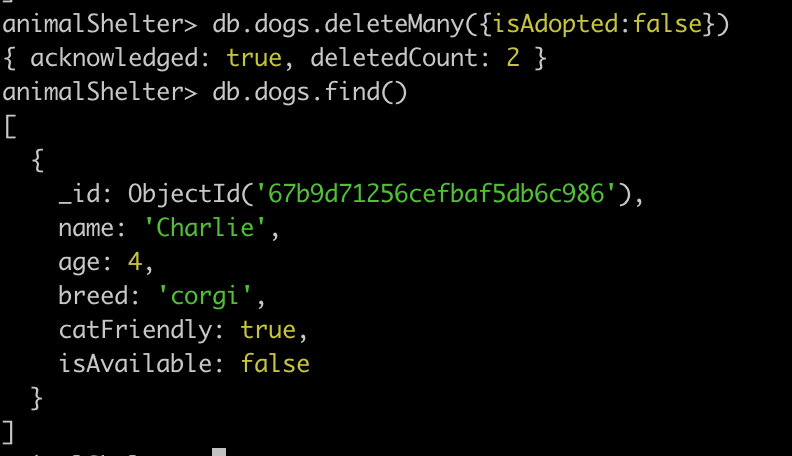 animalShelter> db.dogs.deleteMany({isAdopted:false})
{ acknowledged: true, deletedCount: 2 }
animalShelter> db.dogs.find()
[
  {
    _id: ObjectId('67b9d71256cefbaf5db6c986'),
    name: 'Charlie',
    age: 4,
    breed: 'corgi',
    catFriendly: true,
    isAvailable: false
  }
]